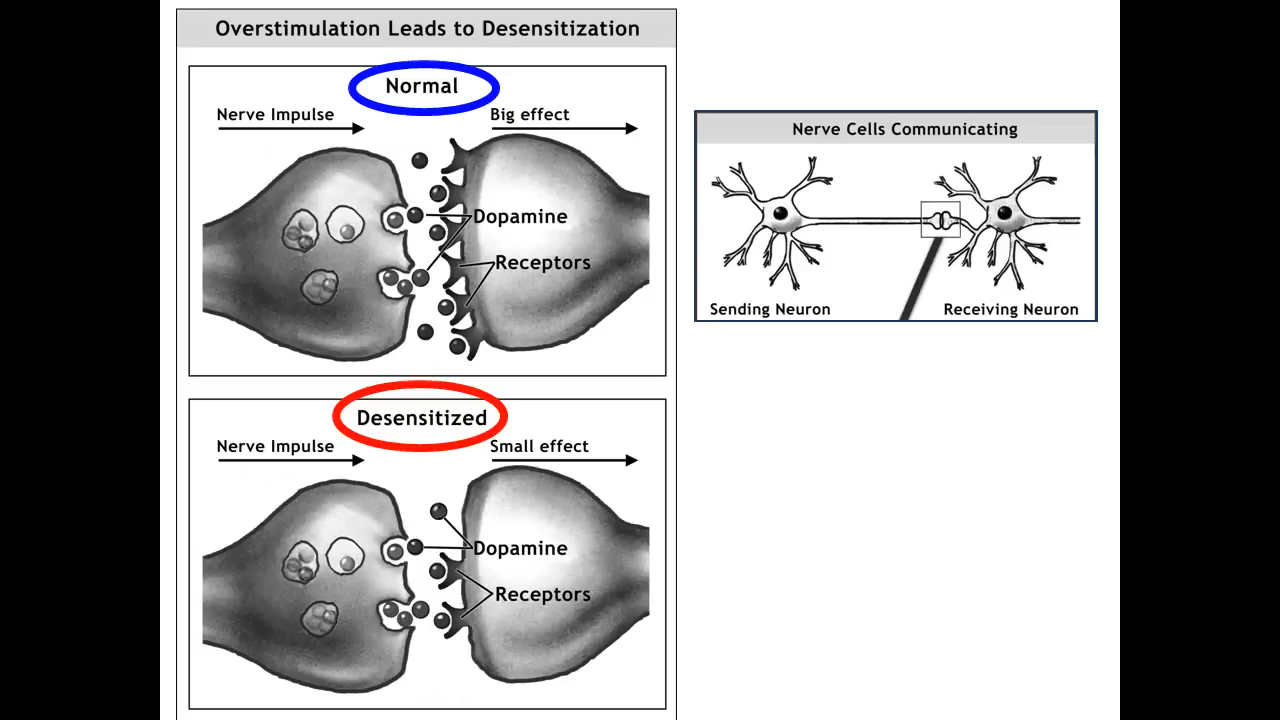 Overstimulation Leads to Desensitization
Normal
Nerve Impulse
Big effect
Dopamine
Receptors
Desensitized
Nerve Impulse
Small effect
Dopamine
Receptors
Nerve Cells Communicating
Sending Neuron
Receiving Neuron